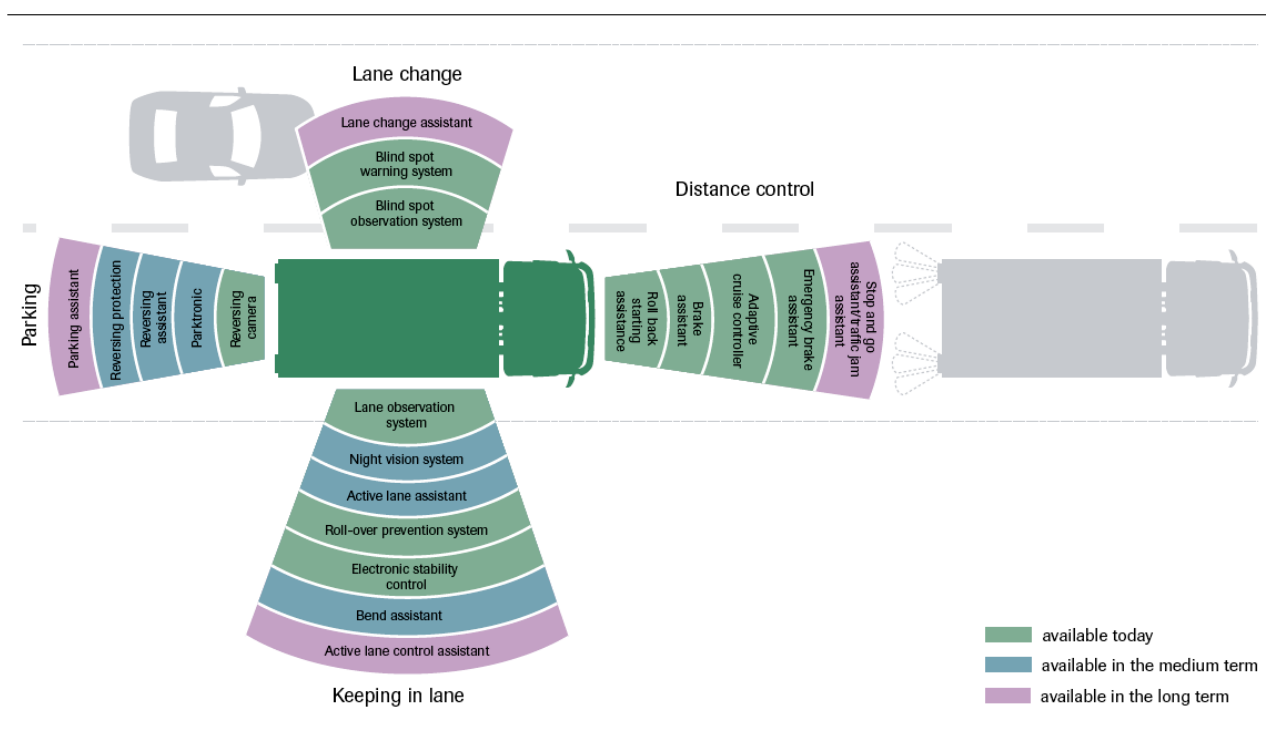 Lane change
Lane change assistant
Blind spot
warning system
Blind spot
observation system
Distance control
Parking
Parking assistant
Reversing protection
Reversing
assistant
Parktronic
Reversing
camera
Roll back
starting
assistance
Brake
assistant
Adaptive
cruise controller
Emergency brake
assistant
Stop and go
assistant/traffic jam
assistant
Lane observation
system
Night vision system
Active lane assistant
Roll-over prevention system
Electronic stability
control
Bend assistant
Active lane control assistant
Keeping in lane
available today
available in the medium term
available in the long term